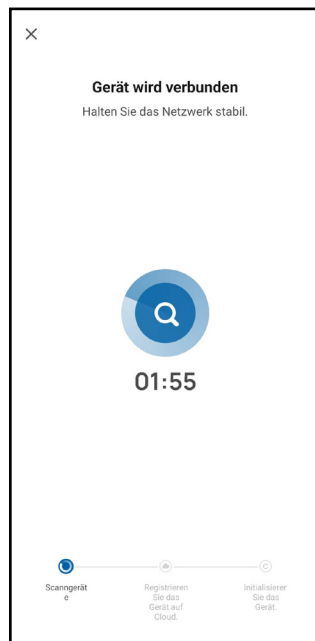 Gerät wird verbunden
Halten Sie das Netzwerk stabil.
01:55
Scanngerät
e
Registrieren
Sie das
Gerät auf
Cloud.
Initialisierer
Sie das
Gerät